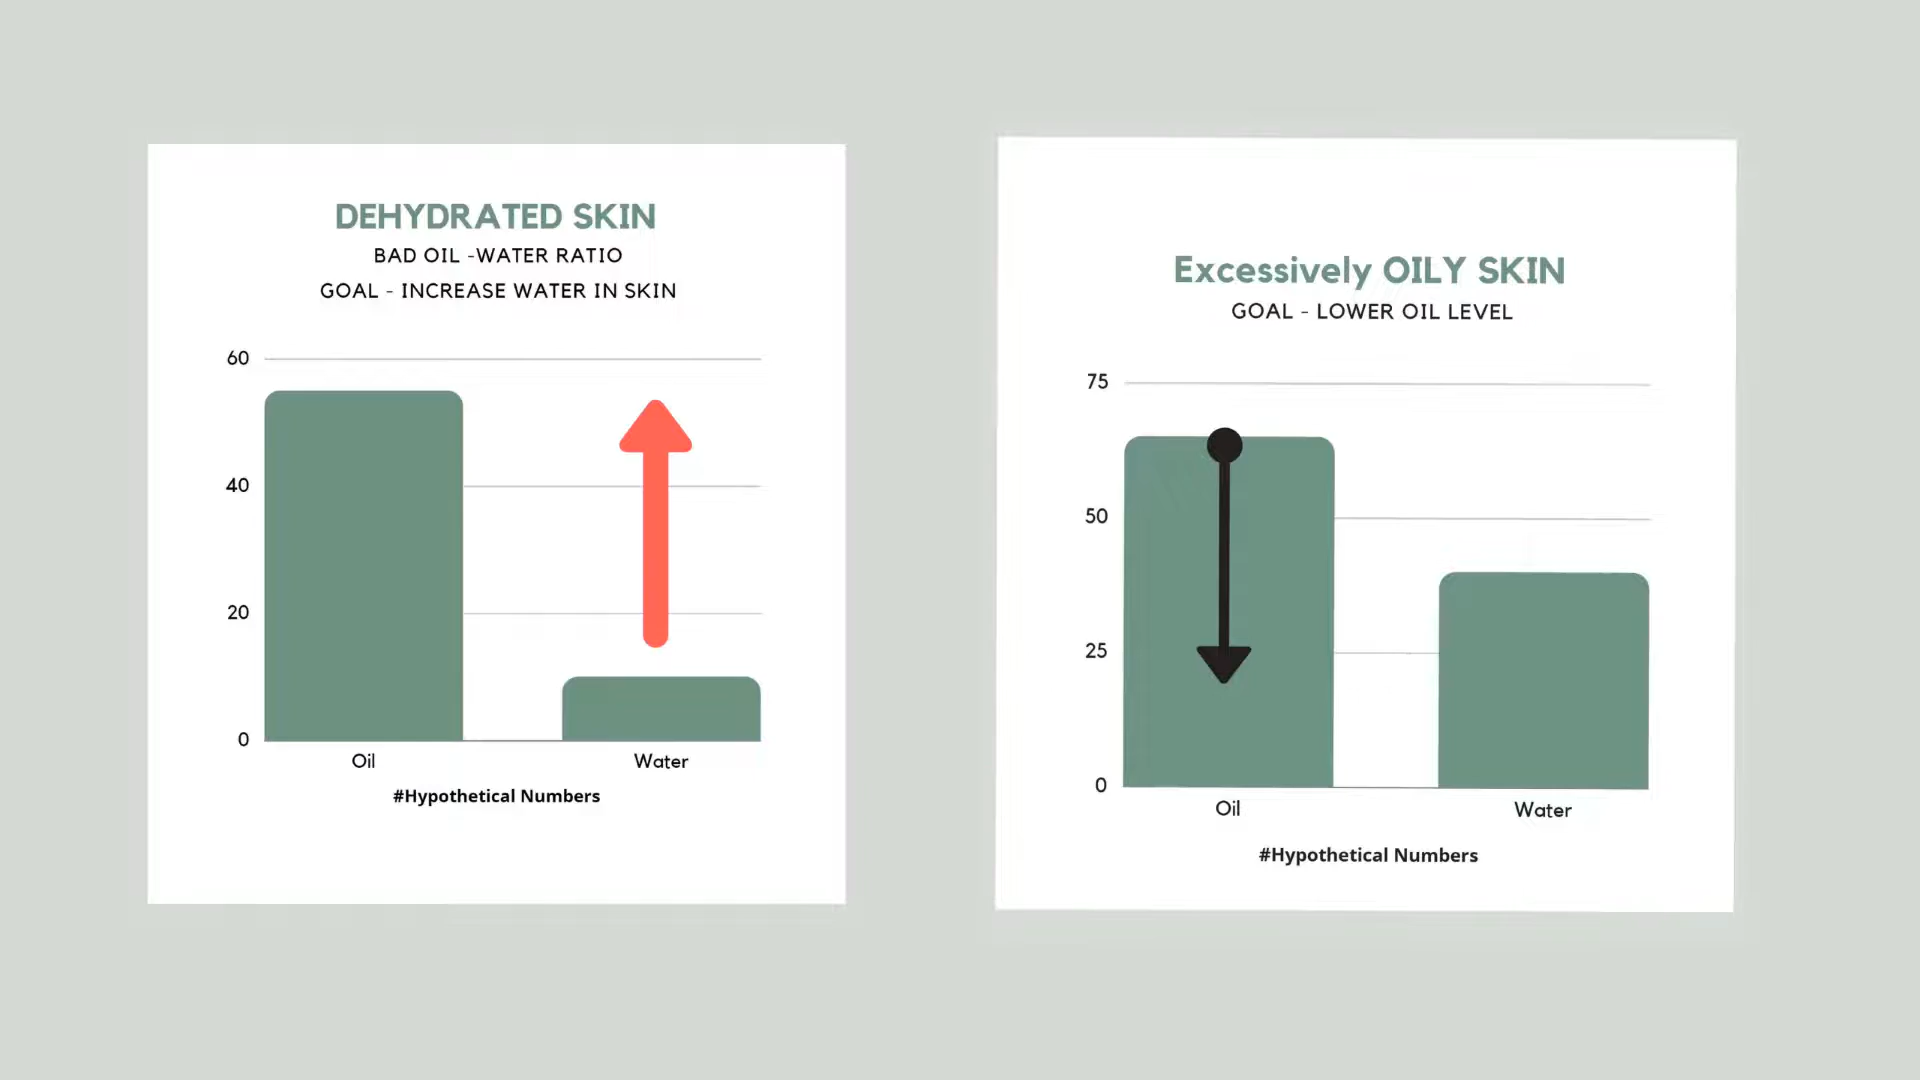 DEHYDRATED SKIN
BAD OIL -WATER RATIO
GOAL - INCREASE WATER IN SKIN
60
40
20
0
Oil
Water
#Hypothetical Numbers
Excessively OILY SKIN
GOAL - LOWER OIL LEVEL
75
50
25
0
Oil
Water
#Hypothetical Numbers